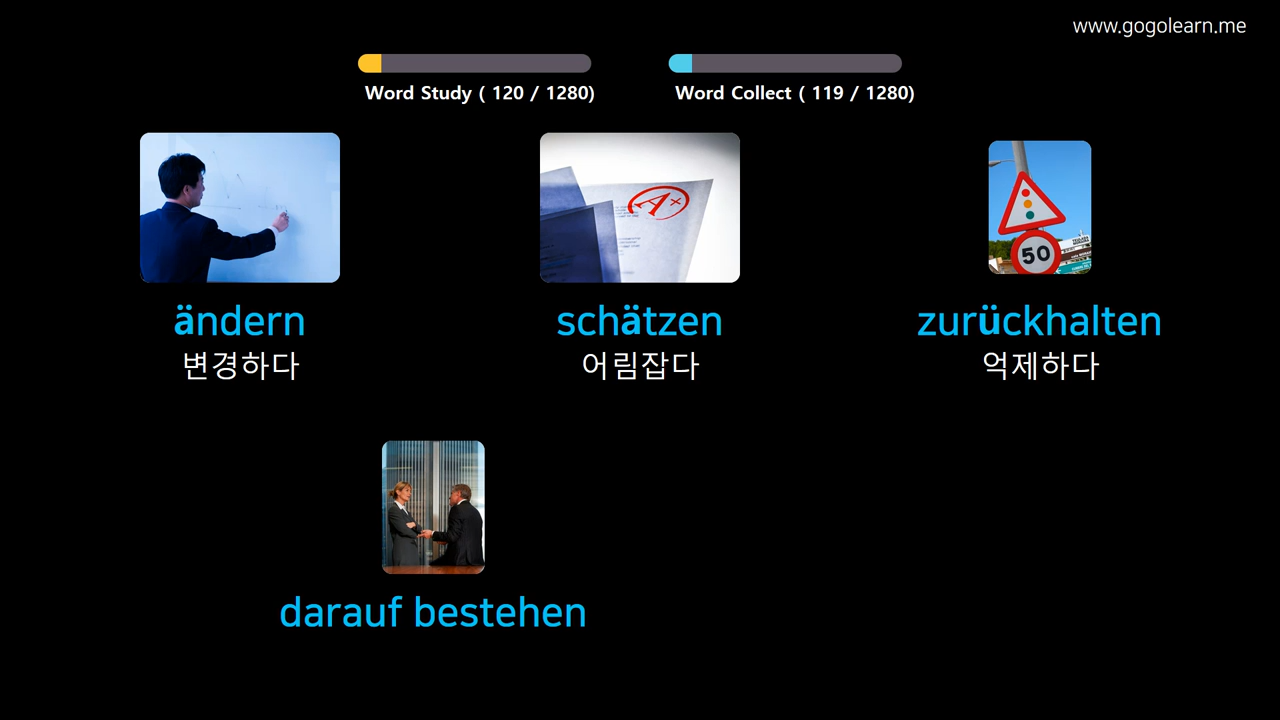 www.gogolearn.me
Word Study ( 120 / 1280)
Word Collect ( 119 / 1280)
A+
50
ändern
schätzen
zurückhalten
변경하다
어림잡다
억제하다
darauf bestehen